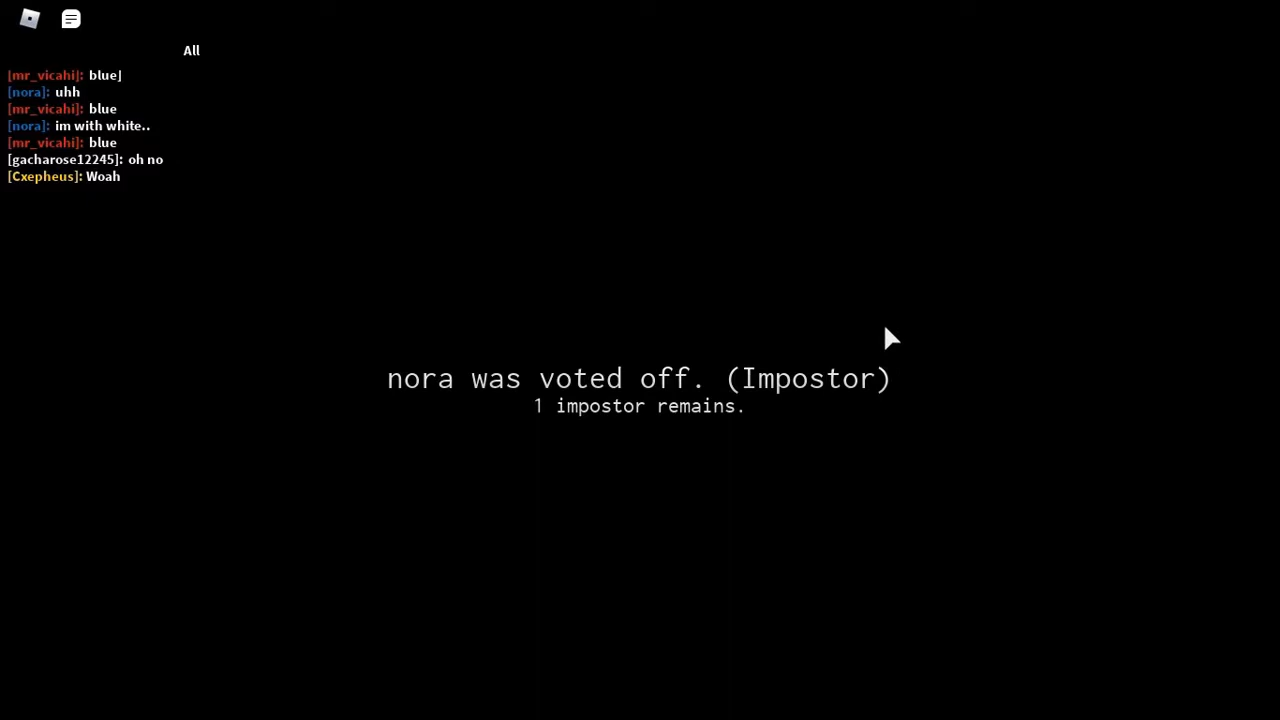 All
[mr_vicahi]: blue]
[nora]: uhh
[mr_vicahi]: blue
[nora]: im with white..
[mr_vicahi]: blue
[gacharose12245]: oh no
[Cxepheus]: Woah
nora was voted off. (Impostor)
1 impostor remains.